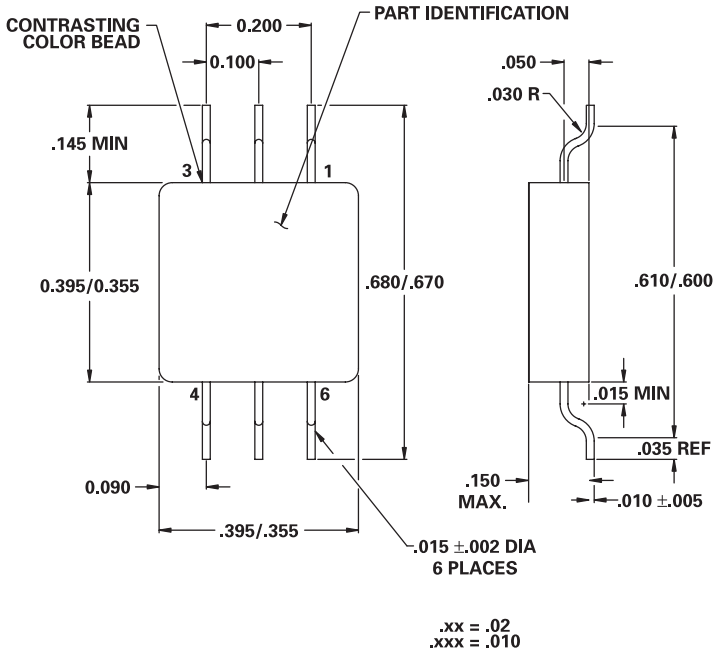 CONTRASTING
COLOR BEAD
0.200
PART IDENTIFICATION
0.100
.050
.030 R
.145 MIN
3
1
0.395/0.355
.680/.670
.610/.600
4
6
.015 MIN
.035 REF
0.090
.150
MAX.
.010 ±.005
.395/.355
.015 ±.002 DIA
6 PLACES
.xx = .02
.xxx = .010